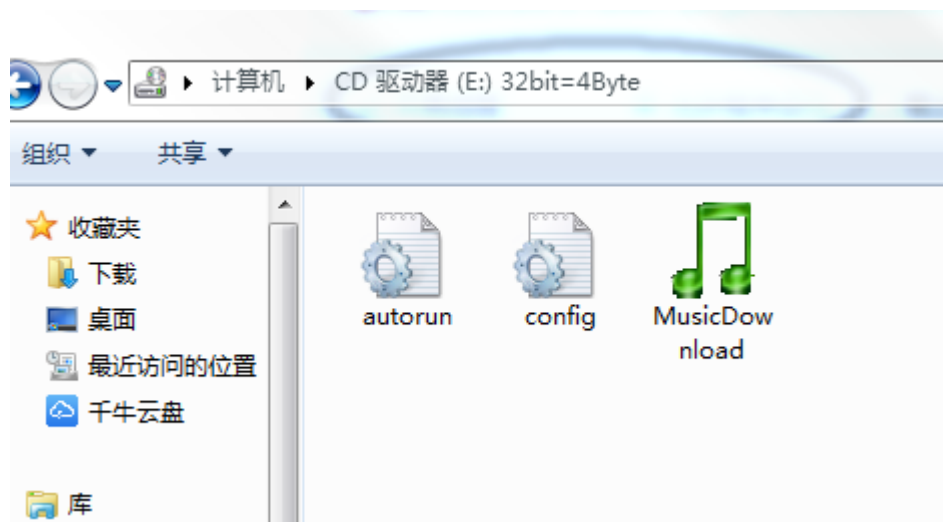 计算机 CD 驱动器 (E:) 32bit=4Byte
组织 共享
收藏夹
下载
桌面
最近访问的位置
千牛云盘
库
autorun
config
MusicDow
nload